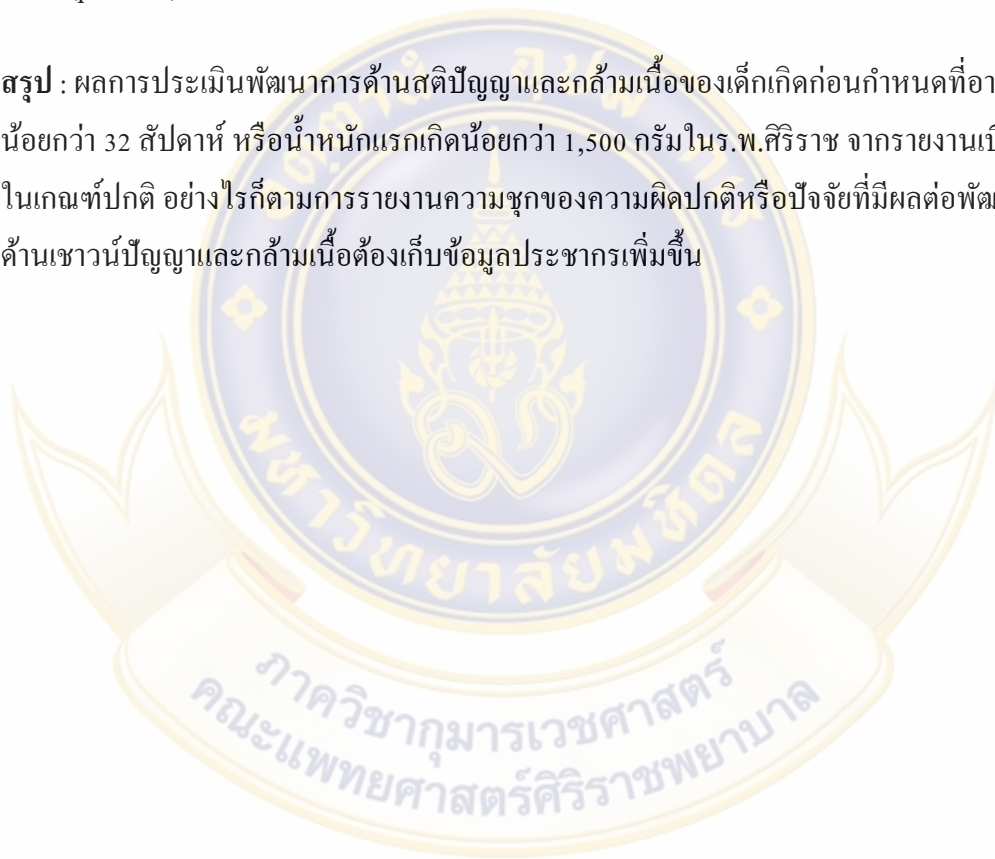 สรุป : ผลการประเมินพัฒนาการด้านสติปัญญาและกล้ามเนื้อของเด็กเกิดก่อนกำหนดที่อา
น้อยกว่า 32 สัปดาห์ หรือน้ำหนักแรกเกิดน้อยกว่า 1,500 กรัมในร.พ.ศิริราช จากรายงานเบื
ในเกณฑ์ปกติ อย่างไรก็ตามการรายงานความชุกของความผิดปกติหรือปัจจัยที่มีผลต่อพัฒ
ด้านเชาวน์ปัญญาและกล้ามเนื้อต้องเก็บข้อมูลประชากรเพิ่มขึ้น
อตฺตานํ อุปมํ กเร
มหาวิทยาลัยมหิดล
ภาควิชากุมารเวชศาสตร์
คณะแพทยศาสตร์ศิริราชพยาบาล